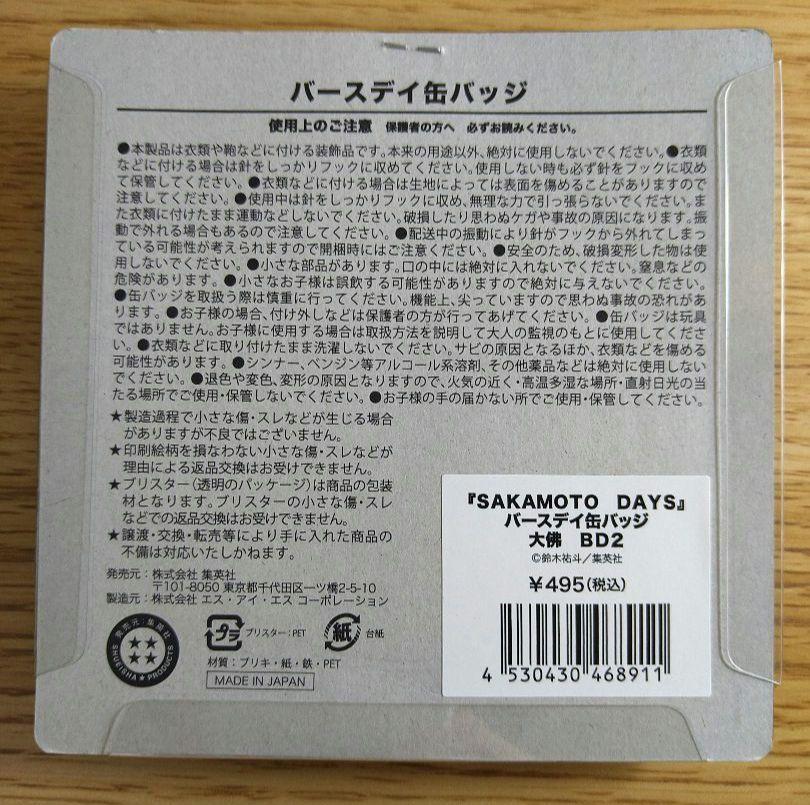 バースデイ缶バッジ
使用上のご注意 保護者の方へ 必ずお読みください。
●本製品は衣類や鞄などに付ける装飾品です。本来の用途以外、絶対に使用しないでください。●衣類
などに付ける場合は針をしっかりフックに収めてください。使用しない時も必ず針をフックに収め
て保管してください。●衣類などに付ける場合は生地によっては表面を傷めることがありますので
注意してください。●使用中は針をしっかりフックに収め、無理な力で引っ張らないでください。ま
た衣類に付けたまま運動などしないでください。破損したり思わぬケガや事故の原因になります。振
動で外れる場合もあるので注意してください。●配送中の振動により針がフックから外れてしまっ
ている可能性が考えられますので開梱時にはご注意ください。●安全のため、破損変形した物は使
用しないでください。●小さな部品があります。口の中には絶対に入れないでください。窒息などの
危険があります。●小さなお子様は誤飲する可能性がありますので絶対に与えないでください。
●缶バッジを取扱う際は慎重に行ってください。機能上、尖っていますので思わぬ事故の恐れがあ
ります。●お子様の場合、付け外しなどは保護者の方が行ってあげてください。●缶バッジは玩具
ではありません。お子様に使用する場合は取扱方法を説明して大人の監視のもとに使用してくださ
い。●衣類などに取り付けたまま洗濯しないでください。サビの原因となるほか、衣類などを傷める
可能性があります。●シンナー、ベンジン等アルコール系溶剤、その他薬品などは絶対に使用しない
でください。●退色や変色、変形の原因となりますので、火気の近く・高温多湿な場所・直射日光の当
たる場所でご使用・保管しないでください。●お子様の手の届かない所でご使用・保管してください。
★製造過程で小さな傷・スレなどが生じる場合
がありますが不良ではございません。
★印刷絵柄を損なわない小さな傷・スレなどが
理由による返品交換はお受けできません。
★ブリスター（透明のパッケージ）は商品の包装
材となります。ブリスターの小さな傷・スレ
などでの返品交換はお受けできません。
★譲渡・交換・転売等により手に入れた商品の
不備は対応いたしかねます。
発売元：株式会社 集英社
〒101-8050 東京都千代田区一ツ橋2-5-10
製造元：株式会社 エス・アイ・エス コーポレーション
発売元：集英社
SHUEISHA★PRODUCTS
プラ
ブリスター：PET
紙
台紙
材質：ブリキ・紙・鉄・PET
MADE IN JAPAN
『SAKAMOTO DAYS』
バースデイ缶バッジ
大佛 BD2
©鈴木祐斗／集英社
¥495(税込)
4 530430 468911